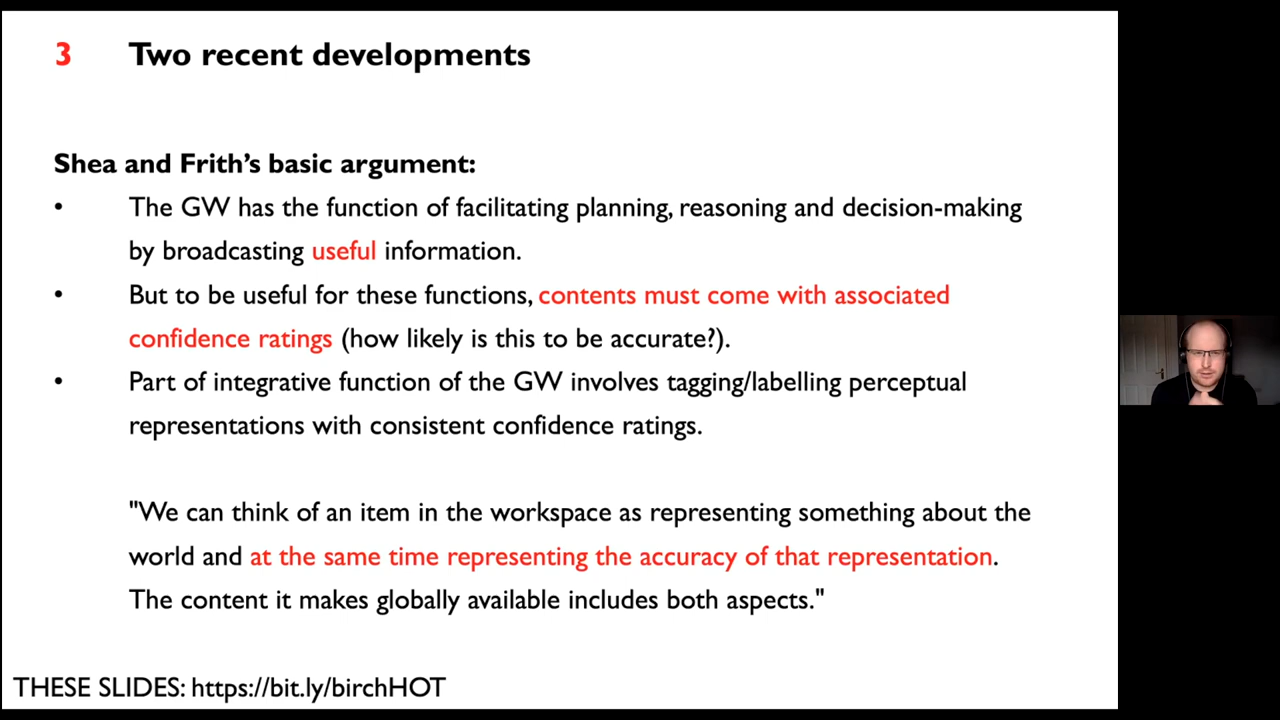 3 Two recent developments
Shea and Frith's basic argument:
• The GW has the function of facilitating planning, reasoning and decision-making
by broadcasting useful information.
• But to be useful for these functions, contents must come with associated
confidence ratings (how likely is this to be accurate?).
• Part of integrative function of the GW involves tagging/labelling perceptual
representations with consistent confidence ratings.
"We can think of an item in the workspace as representing something about the
world and at the same time representing the accuracy of that representation.
The content it makes globally available includes both aspects."
THESE SLIDES: https://bit.ly/birchHOT